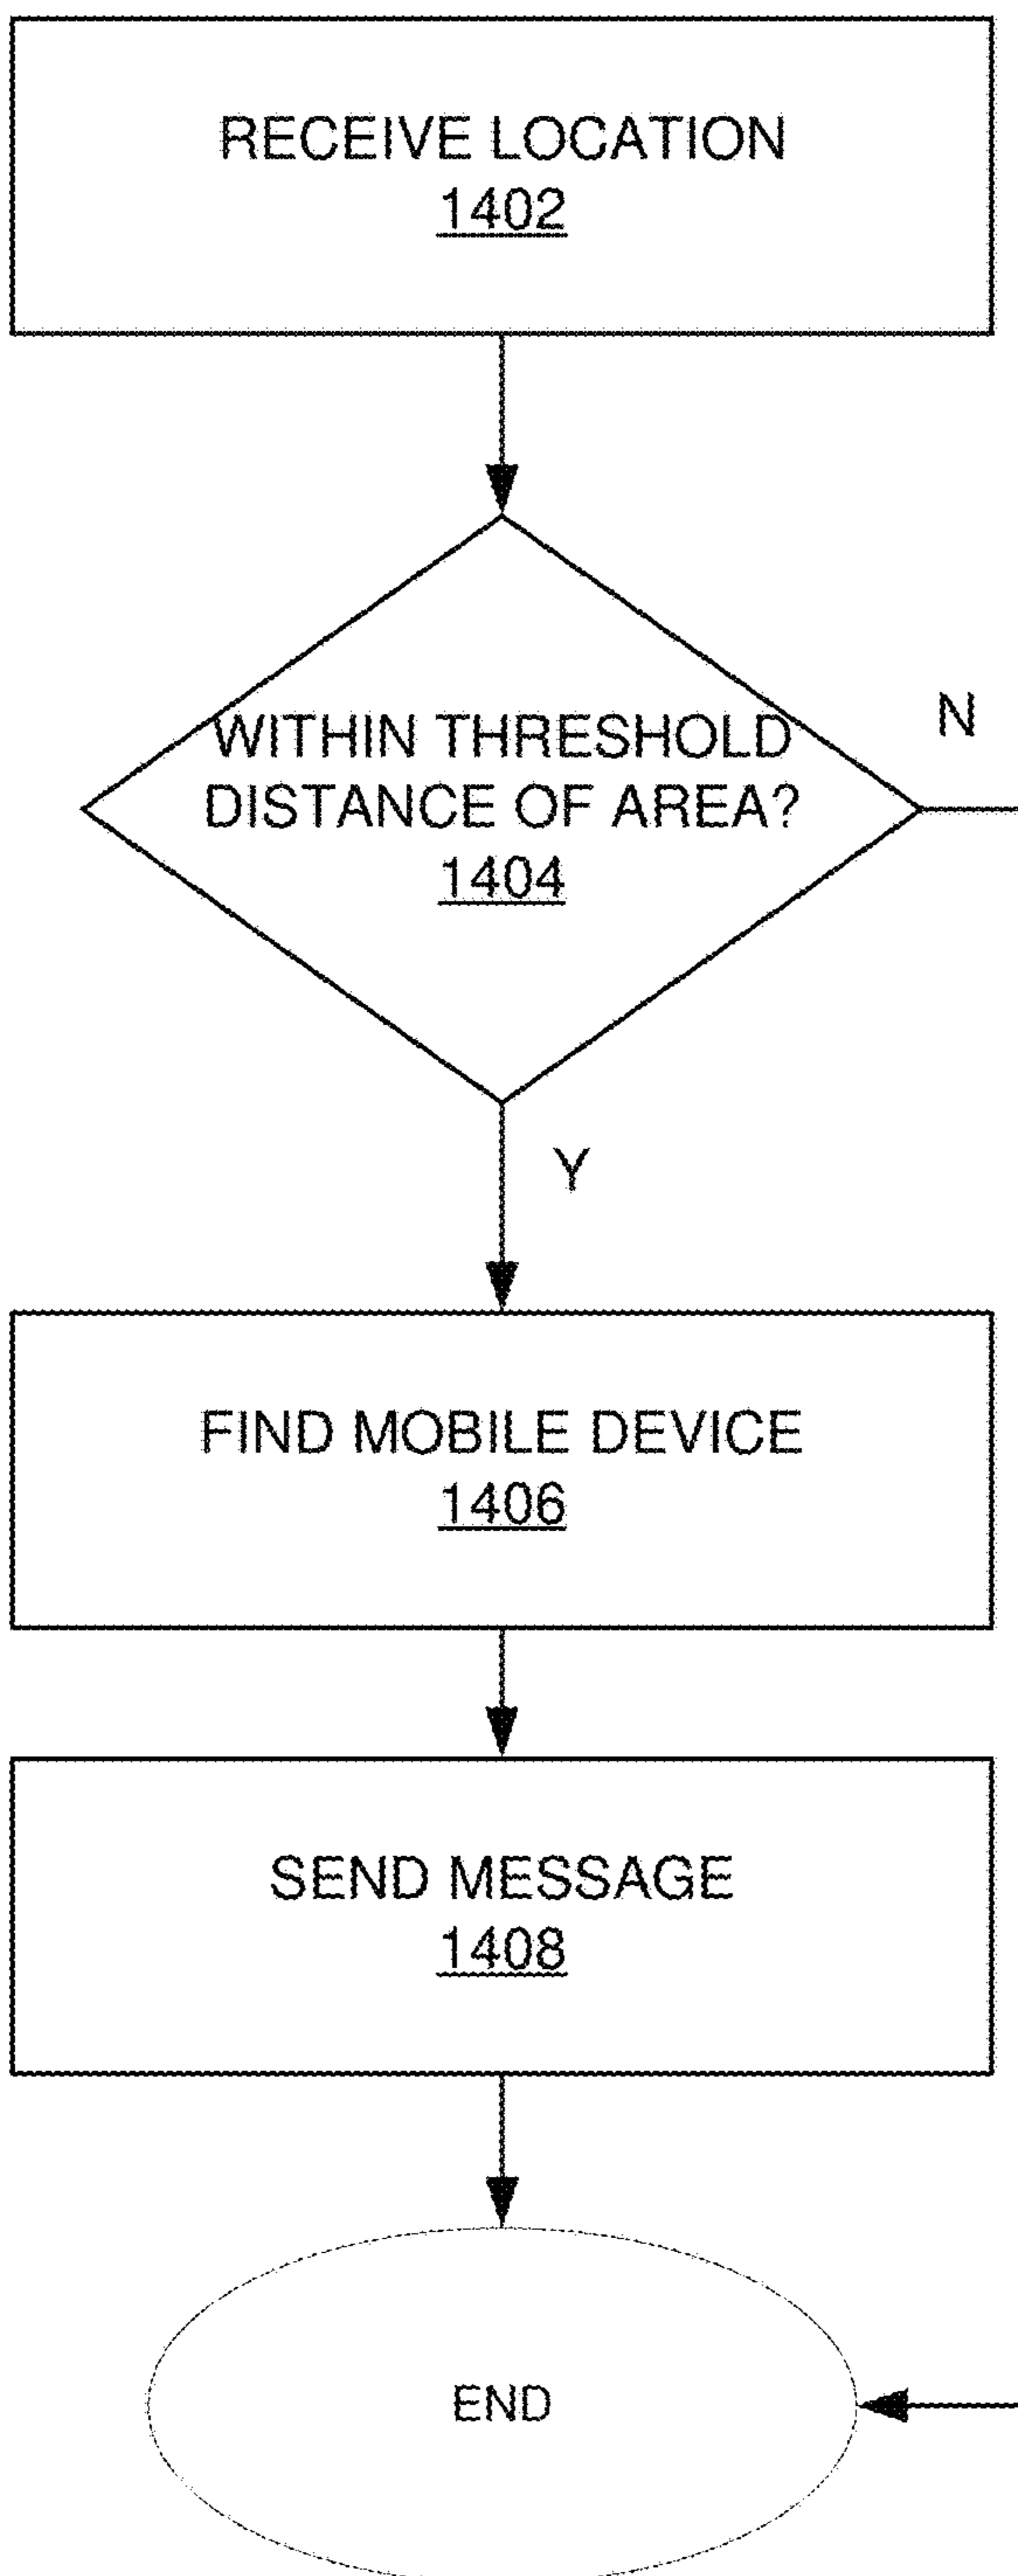 RECEIVE LOCATION
1402
WITHIN THRESHOLD
DISTANCE OF AREA?
1404
N
Y
FIND MOBILE DEVICE
1406
SEND MESSAGE
1408
END